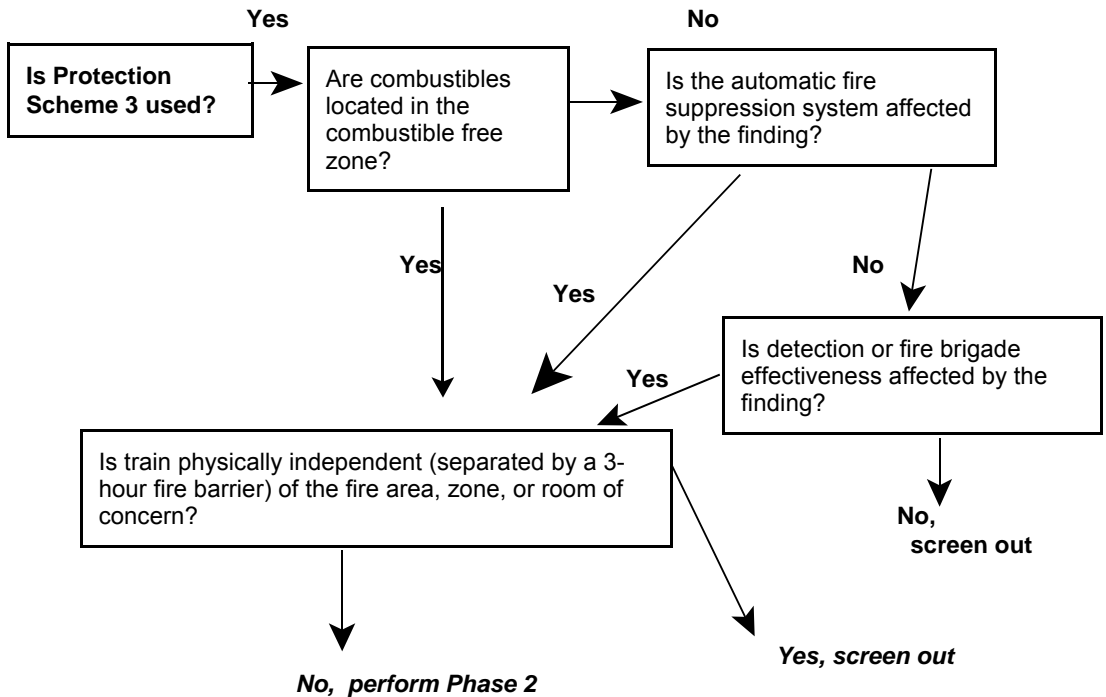 Yes
No
Is Protection
Scheme 3 used?
Are combustibles
located in the
combustible free
zone?
Is the automatic fire
suppression system affected
by the finding?
Yes
Yes
No
Is detection or fire brigade
effectiveness affected by the
finding?
Yes
Is train physically independent (separated by a 3-
hour fire barrier) of the fire area, zone, or room of
concern?
No,
screen out
Yes, screen out
No, perform Phase 2